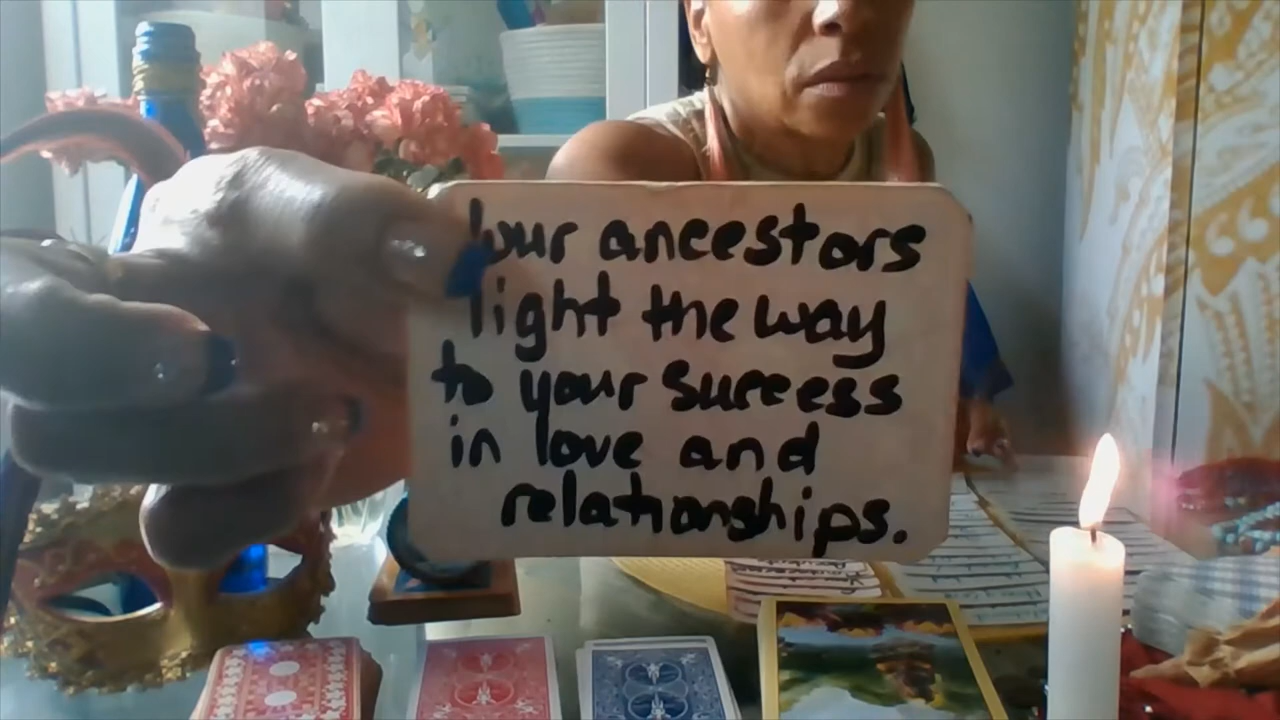 Your ancestors
light the way
to your success
in love and
relationships.